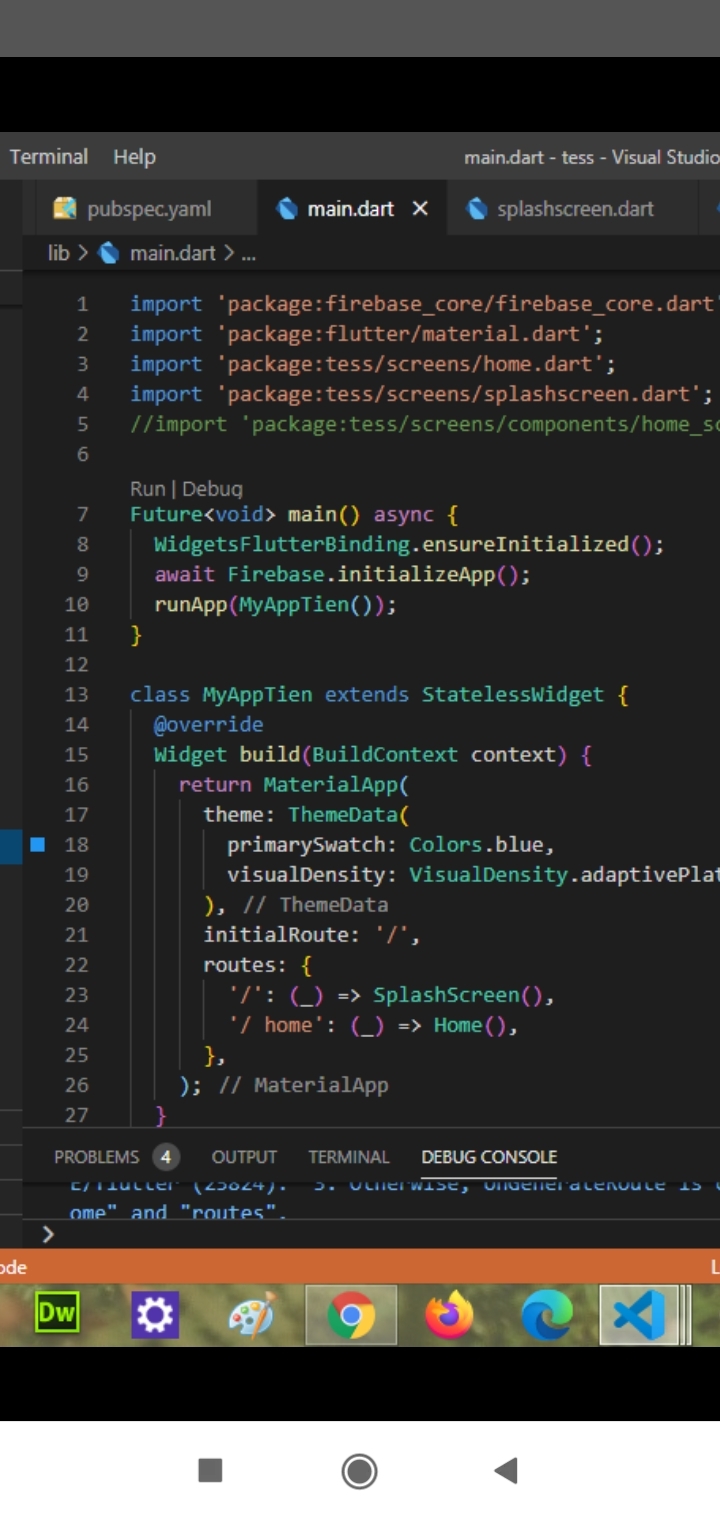 Terminal Help main.dart - tess - Visual Studio
pubspec.yaml main.dart × splashscreen.dart
lib > main.dart > ...
1 import 'package:firebase_core/firebase_core.dart'
2 import 'package:flutter/material.dart';
3 import 'package:tess/screens/home.dart';
4 import 'package:tess/screens/splashscreen.dart';
5 //import 'package:tess/screens/components/home_sc
6
Run | Debug
7 Future<void> main() async {
8 WidgetsFlutterBinding.ensureInitialized();
9 await Firebase.initializeApp();
10 runApp(MyAppTien());
11 }
12
13 class MyAppTien extends StatelessWidget {
14 @override
15 Widget build(BuildContext context) {
16 return MaterialApp(
17 theme: ThemeData(
18 primarySwatch: Colors.blue,
19 visualDensity: VisualDensity.adaptivePlat
20 ), // ThemeData
21 initialRoute: '/',
22 routes: {
23 '/': (_) => SplashScreen(),
24 '/ home': (_) => Home(),
25 },
26 ); // MaterialApp
27 }
PROBLEMS 4 OUTPUT TERMINAL DEBUG CONSOLE
E/flutter (25824): 3. Otherwise, onGenerateRoute is
ome" and "routes".
>
ode L
Dw